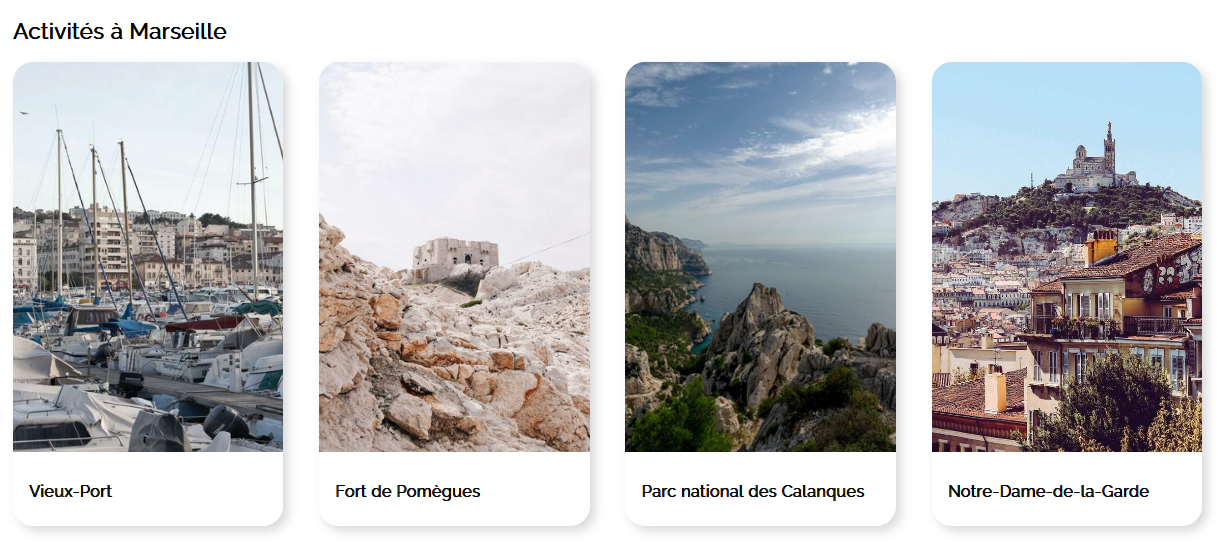 Activités à Marseille
Vieux-Port
Fort de Pomègues
Parc national des Calanques
Notre-Dame-de-la-Garde